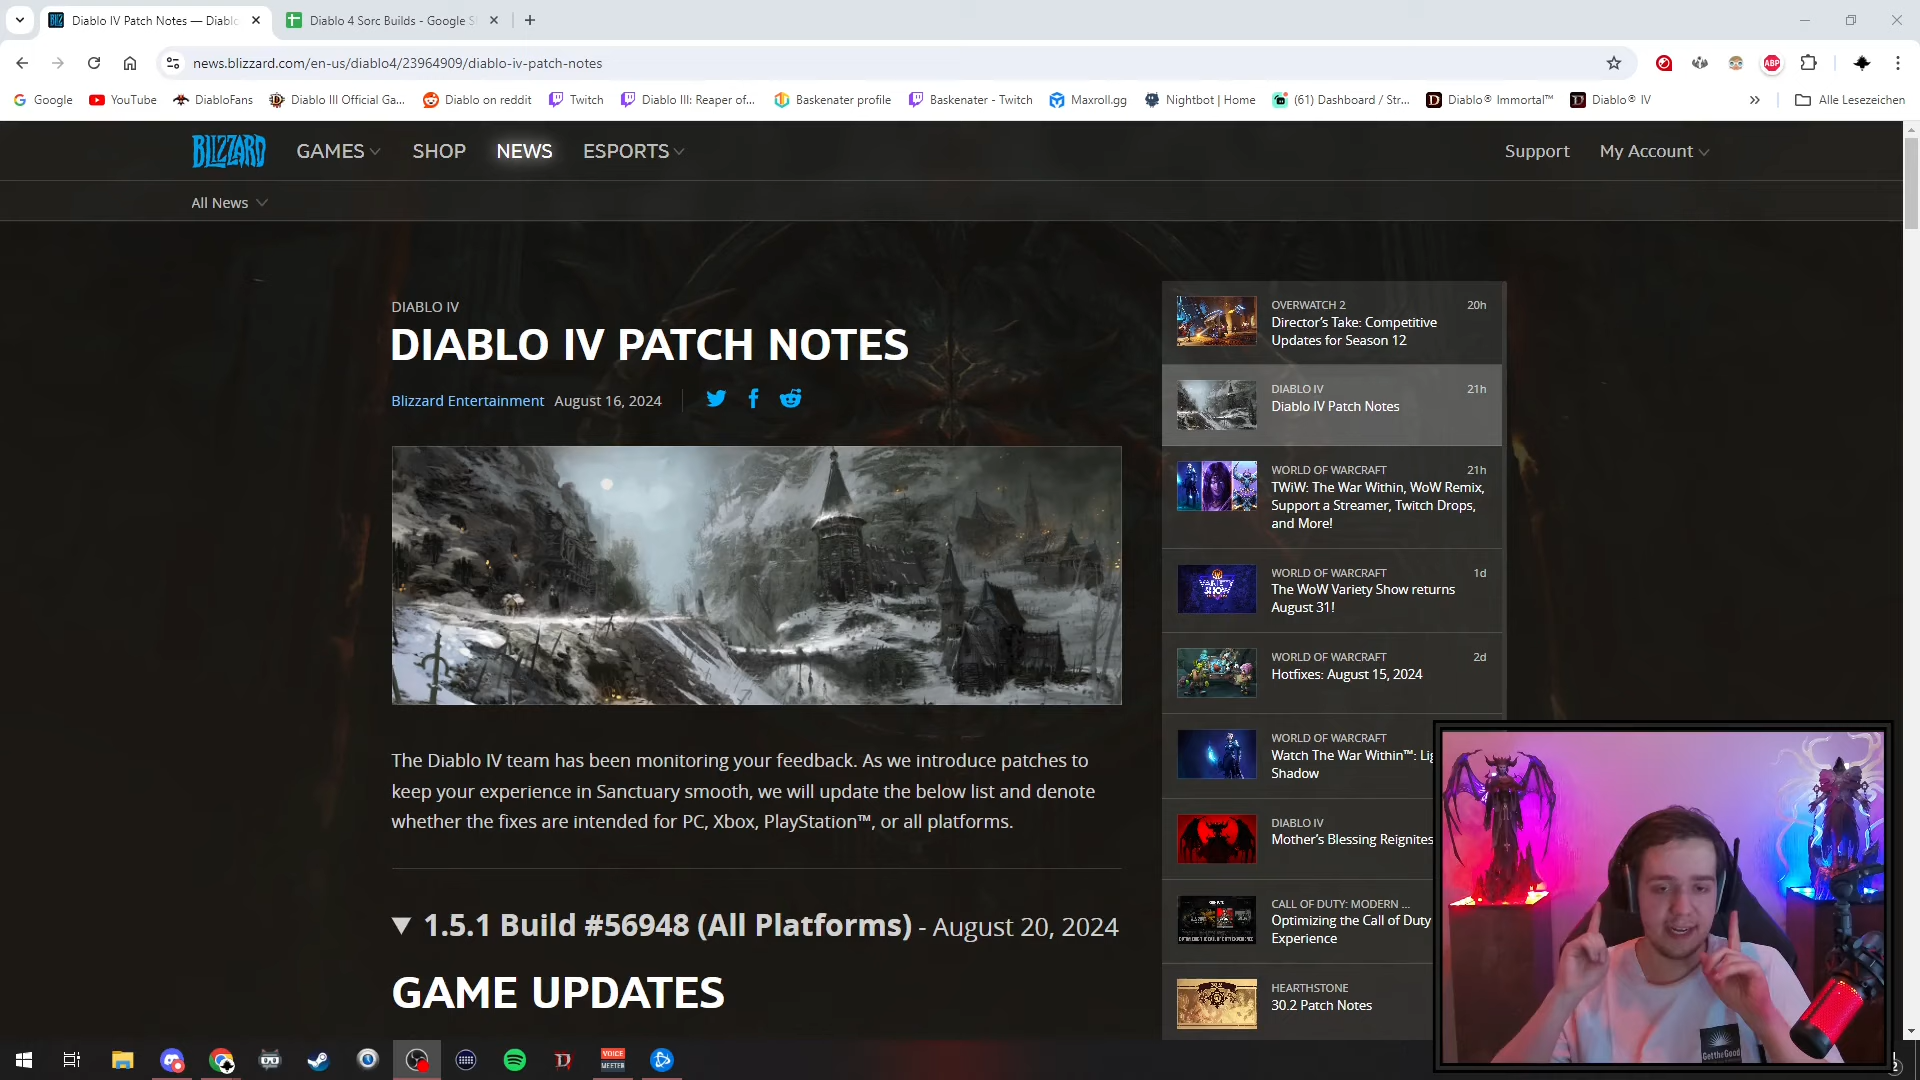 Diablo IV Patch Notes — Diablo
Diablo 4 Sorc Builds - Google S
news.blizzard.com/en-us/diablo4/23964909/diablo-iv-patch-notes
ABP
Google
YouTube
DiabloFans
Diablo III Official Ga...
Diablo on reddit
Twitch
Diablo III: Reaper of...
Baskenater profile
Baskenater - Twitch
Maxroll.gg
Nightbot | Home
(61) Dashboard / Str...
Diablo® Immortal™
Diablo® IV
Alle Lesezeichen
BLIZZARD
GAMES
SHOP
NEWS
ESPORTS
Support
My Account
All News
DIABLO IV
DIABLO IV PATCH NOTES
Blizzard Entertainment August 16, 2024
The Diablo IV team has been monitoring your feedback. As we introduce patches to
keep your experience in Sanctuary smooth, we will update the below list and denote
whether the fixes are intended for PC, Xbox, PlayStation™, or all platforms.
1.5.1 Build #56948 (All Platforms) - August 20, 2024
GAME UPDATES
OVERWATCH 2 20h
Director's Take: Competitive
Updates for Season 12
DIABLO IV 21h
Diablo IV Patch Notes
WORLD OF WARCRAFT 21h
TWiW: The War Within, WoW Remix,
Support a Streamer, Twitch Drops,
and More!
WORLD OF WARCRAFT 1d
The WoW Variety Show returns
August 31!
WORLD OF WARCRAFT 2d
Hotfixes: August 15, 2024
WORLD OF WARCRAFT
Watch The War Within™: Lig
Shadow
DIABLO IV
Mother's Blessing Reignites
CALL OF DUTY: MODERN ...
Optimizing the Call of Duty
Experience
HEARTHSTONE
30.2 Patch Notes
VOICE
MEETER
GettheGood